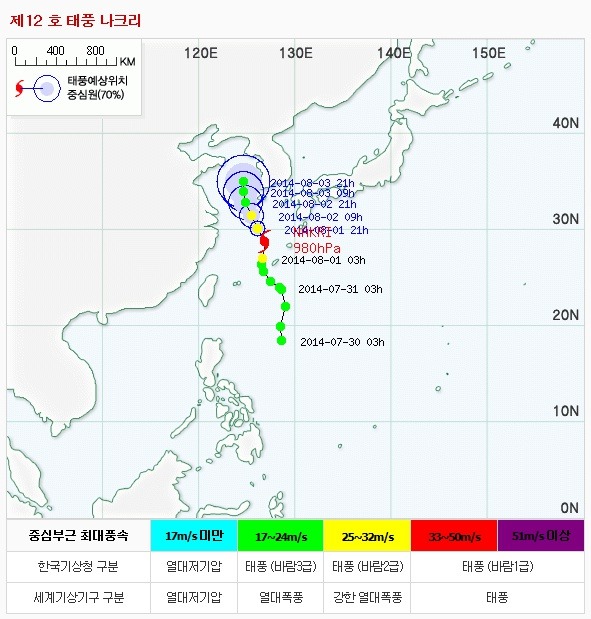 제12 호 태풍 나크리
0 400 800
KM
태풍예상위치
중심원(70%)
120E 130E 140E 150E
40N
30N
20N
10N
0N
2014-08-03 21h
2014-08-03 09h
2014-08-02 21h
2014-08-02 09h
2014-08-01 21h
NAKRI
980hPa
2014-08-01 03h
2014-07-31 03h
2014-07-30 03h
중심부근 최대풍속 17m/s 미만 17~24m/s 25~32m/s 33~50m/s 51m/s 이상
한국기상청 구분 열대저기압 태풍 (바람3급) 태풍 (바람2급) 태풍 (바람1급)
세계기상기구 구분 열대저기압 열대폭풍 강한 열대폭풍 태풍